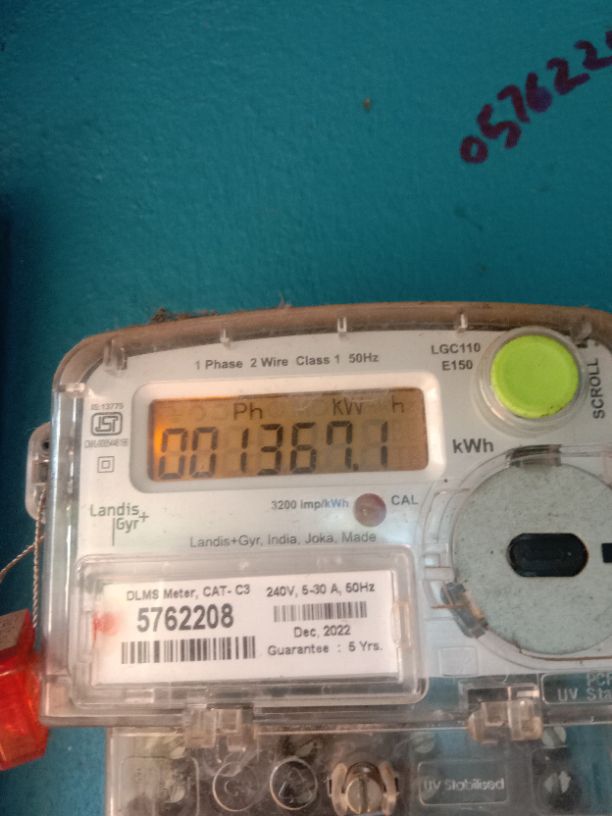 057622
1 Phase 2 Wire Class 1 50Hz
LGC110
E150
SCROLL
IS:13779
Ph kW h
001367.1
kWh
3200 imp/kWh
CAL
Landis
Gyr+
Landis+Gyr, India, Joka, Made
DLMS Meter, CAT- C3 240V, 5-30 A, 50Hz
5762208
Dec, 2022
Guarantee : 5 Yrs.
UV Stabilised